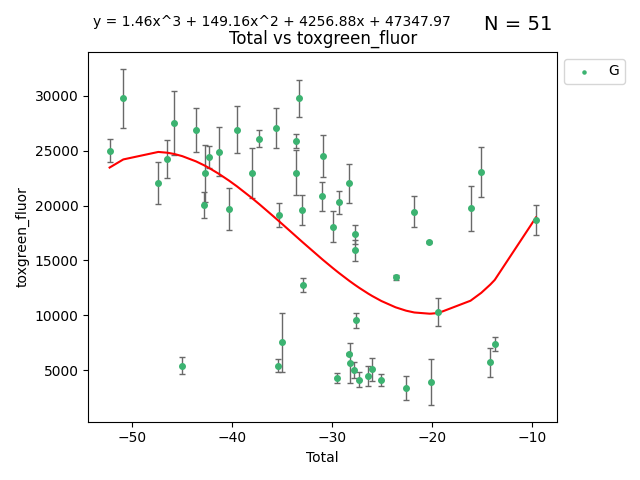 y = 1.46x^3 + 149.16x^2 + 4256.88x + 47347.97
N = 51
Total vs toxgreen_fluor
G
30000
25000
20000
15000
10000
5000
toxgreen_fluor
−50
−40
−30
−20
−10
Total